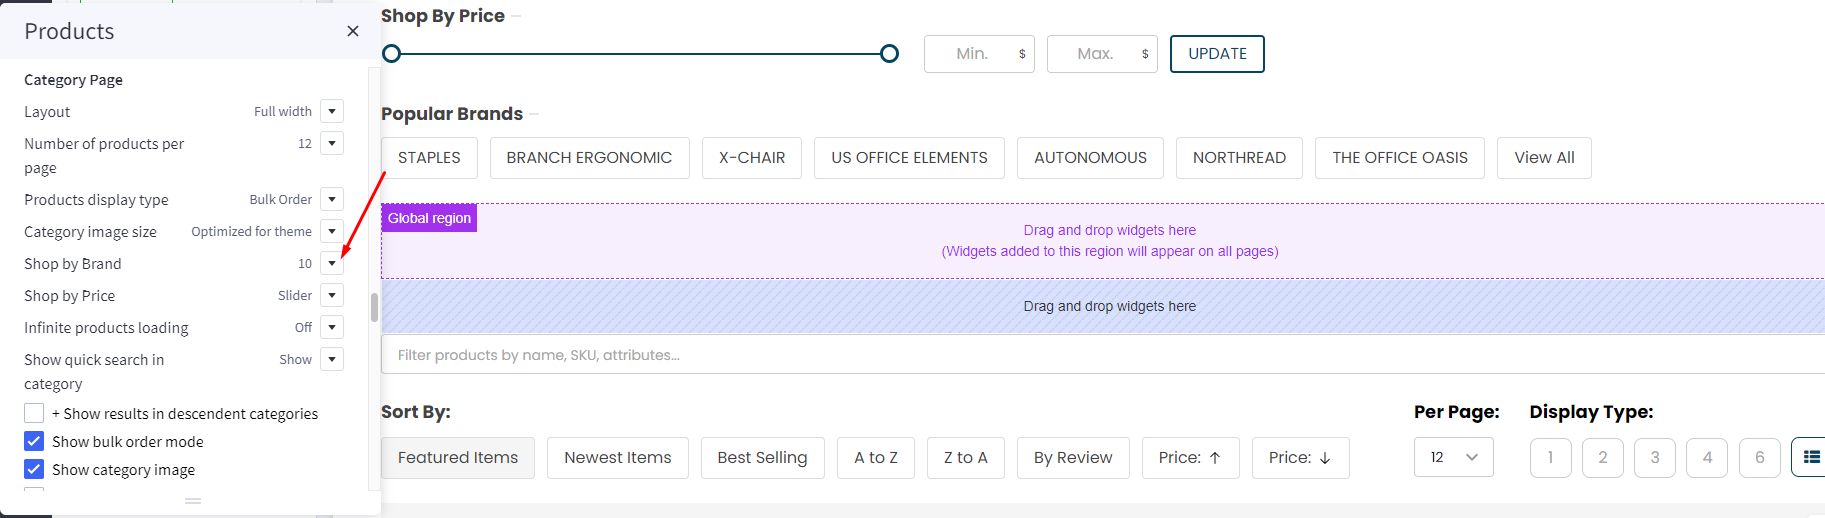 Products
Category Page
Layout Full width
Number of products per page 12
Products display type Bulk Order
Category image size Optimized for theme
Shop by Brand 10
Shop by Price Slider
Infinite products loading Off
Show quick search in category Show
+ Show results in descendent categories
Show bulk order mode
Show category image
Shop By Price
Min. $ Max. $ UPDATE
Popular Brands
STAPLES BRANCH ERGONOMIC X-CHAIR US OFFICE ELEMENTS AUTONOMOUS NORTHREAD THE OFFICE OASIS View All
Global region
Drag and drop widgets here
(Widgets added to this region will appear on all pages)
Drag and drop widgets here
Filter products by name, SKU, attributes...
Sort By: Per Page: Display Type:
Featured Items Newest Items Best Selling A to Z Z to A By Review Price: ↑ Price: ↓ 12 1 2 3 4 6